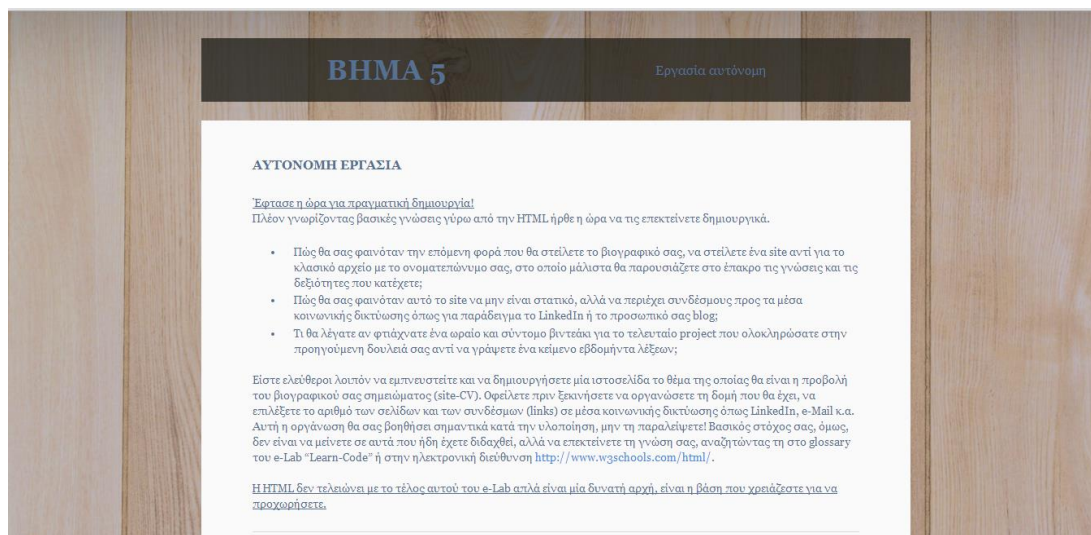 ΒΗΜΑ 5
Εργασία αυτόνομη
ΑΥΤΟΝΟΜΗ ΕΡΓΑΣΙΑ
Έφτασε η ώρα για πραγματική δημιουργία!
Πλέον γνωρίζοντας βασικές γνώσεις γύρω από την HTML ήρθε η ώρα να τις επεκτείνετε δημιουργικά.
• Πώς θα σας φαινόταν την επόμενη φορά που θα στείλετε το βιογραφικό σας, να στείλετε ένα site αντί για το
κλασικό αρχείο με το ονοματεπώνυμο σας, στο οποίο μάλιστα θα παρουσιάζετε στο έπακρο τις γνώσεις και τις
δεξιότητες που κατέχετε;
• Πώς θα σας φαινόταν αυτό το site να μην είναι στατικό, αλλά να περιέχει συνδέσμους προς τα μέσα
κοινωνικής δικτύωσης όπως για παράδειγμα το LinkedIn ή το προσωπικό σας blog;
• Τι θα λέγατε αν φτιάχνατε ένα ωραίο και σύντομο βιντεάκι για το τελευταίο project που ολοκληρώσατε στην
προηγούμενη δουλειά σας αντί να γράψετε ένα κείμενο εβδομήντα λέξεων;
Είστε ελεύθεροι λοιπόν να εμπνευστείτε και να δημιουργήσετε μία ιστοσελίδα το θέμα της οποίας θα είναι η προβολή
του βιογραφικού σας σημειώματος (site-CV). Οφείλετε πριν ξεκινήσετε να οργανώσετε τη δομή που θα έχει, να
επιλέξετε το αριθμό των σελίδων και των συνδέσμων (links) σε μέσα κοινωνικής δικτύωσης όπως LinkedIn, e-Mail κ.α.
Αυτή η οργάνωση θα σας βοηθήσει σημαντικά κατά την υλοποίηση, μην τη παραλείψετε! Βασικός στόχος σας, όμως,
δεν είναι να μείνετε σε αυτά που ήδη έχετε διδαχθεί, αλλά να επεκτείνετε τη γνώση σας, αναζητώντας τη στο glossary
του e-Lab “Learn-Code” ή στην ηλεκτρονική διεύθυνση http://www.w3schools.com/html/.
Η HTML δεν τελειώνει με το τέλος αυτού του e-Lab απλά είναι μία δυνατή αρχή, είναι η βάση που χρειάζεστε για να
προχωρήσετε.